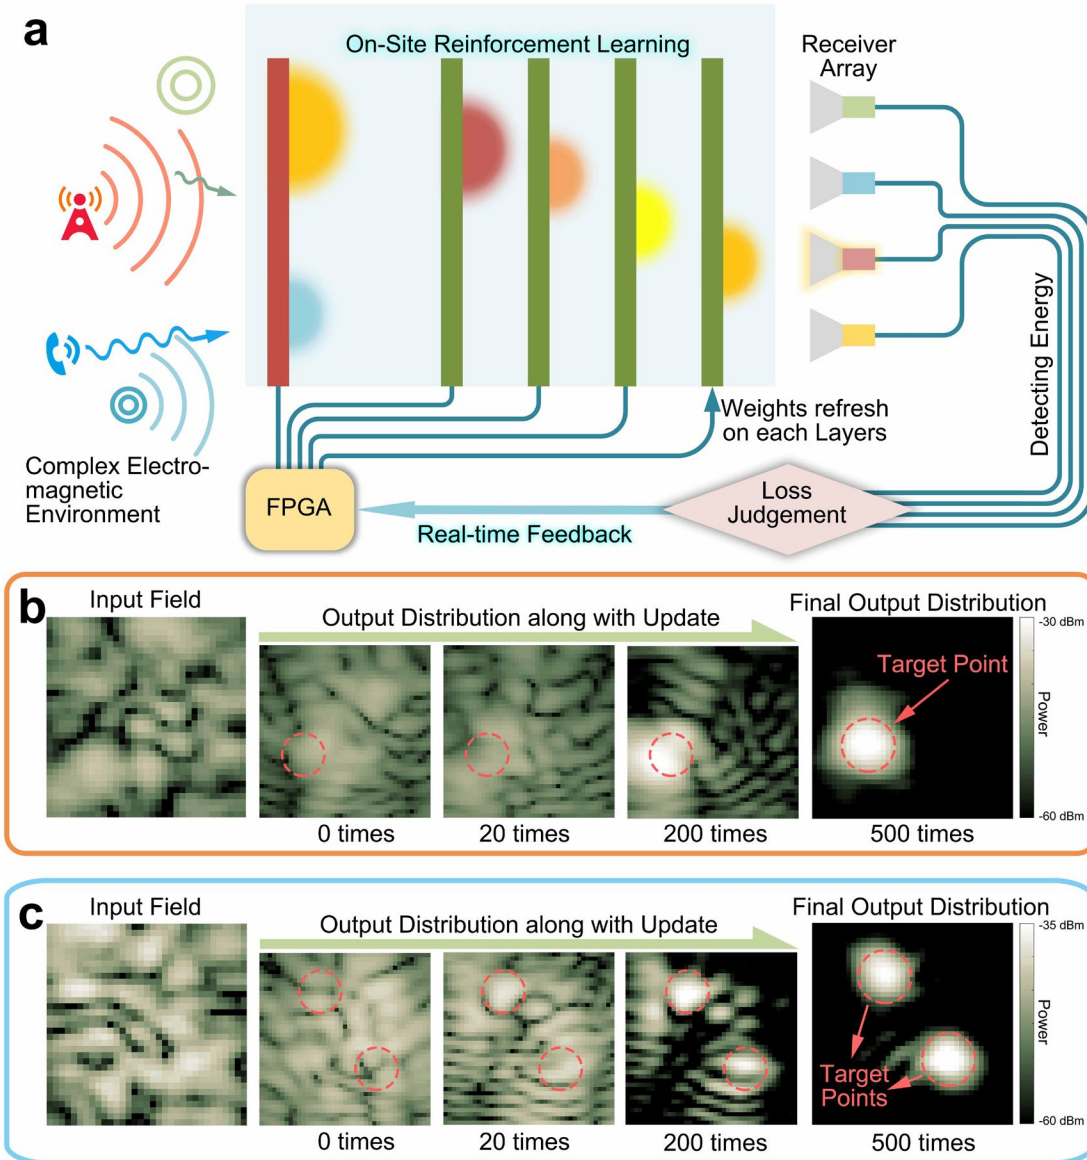 a
On-Site Reinforcement Learning
Receiver
Array
Detecting Energy
Weights refresh
on each Layers
Complex Electro-
magnetic
Environment
FPGA
Loss
Judgement
Real-time Feedback
b
Input Field
Output Distribution along with Update
Final Output Distribution
Target Point
-30 dBm
Power
-60 dBm
0 times
20 times
200 times
500 times
c
Input Field
Output Distribution along with Update
Final Output Distribution
-35 dBm
Power
-60 dBm
Target
Points
0 times
20 times
200 times
500 times